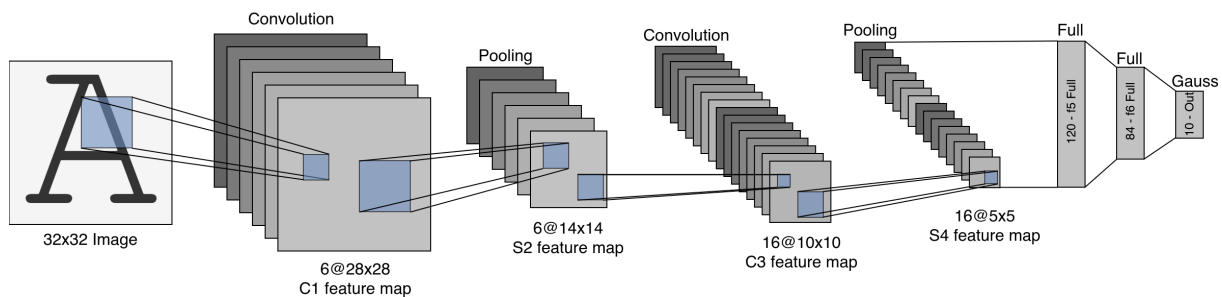 Convolution
32x32 Image
6@28x28
C1 feature map
Pooling
6@14x14
S2 feature map
Convolution
16@10x10
C3 feature map
Pooling
16@5x5
S4 feature map
Full
120 - f5 Full
Full
84 - f6 Full
Gauss
10 - Out
A